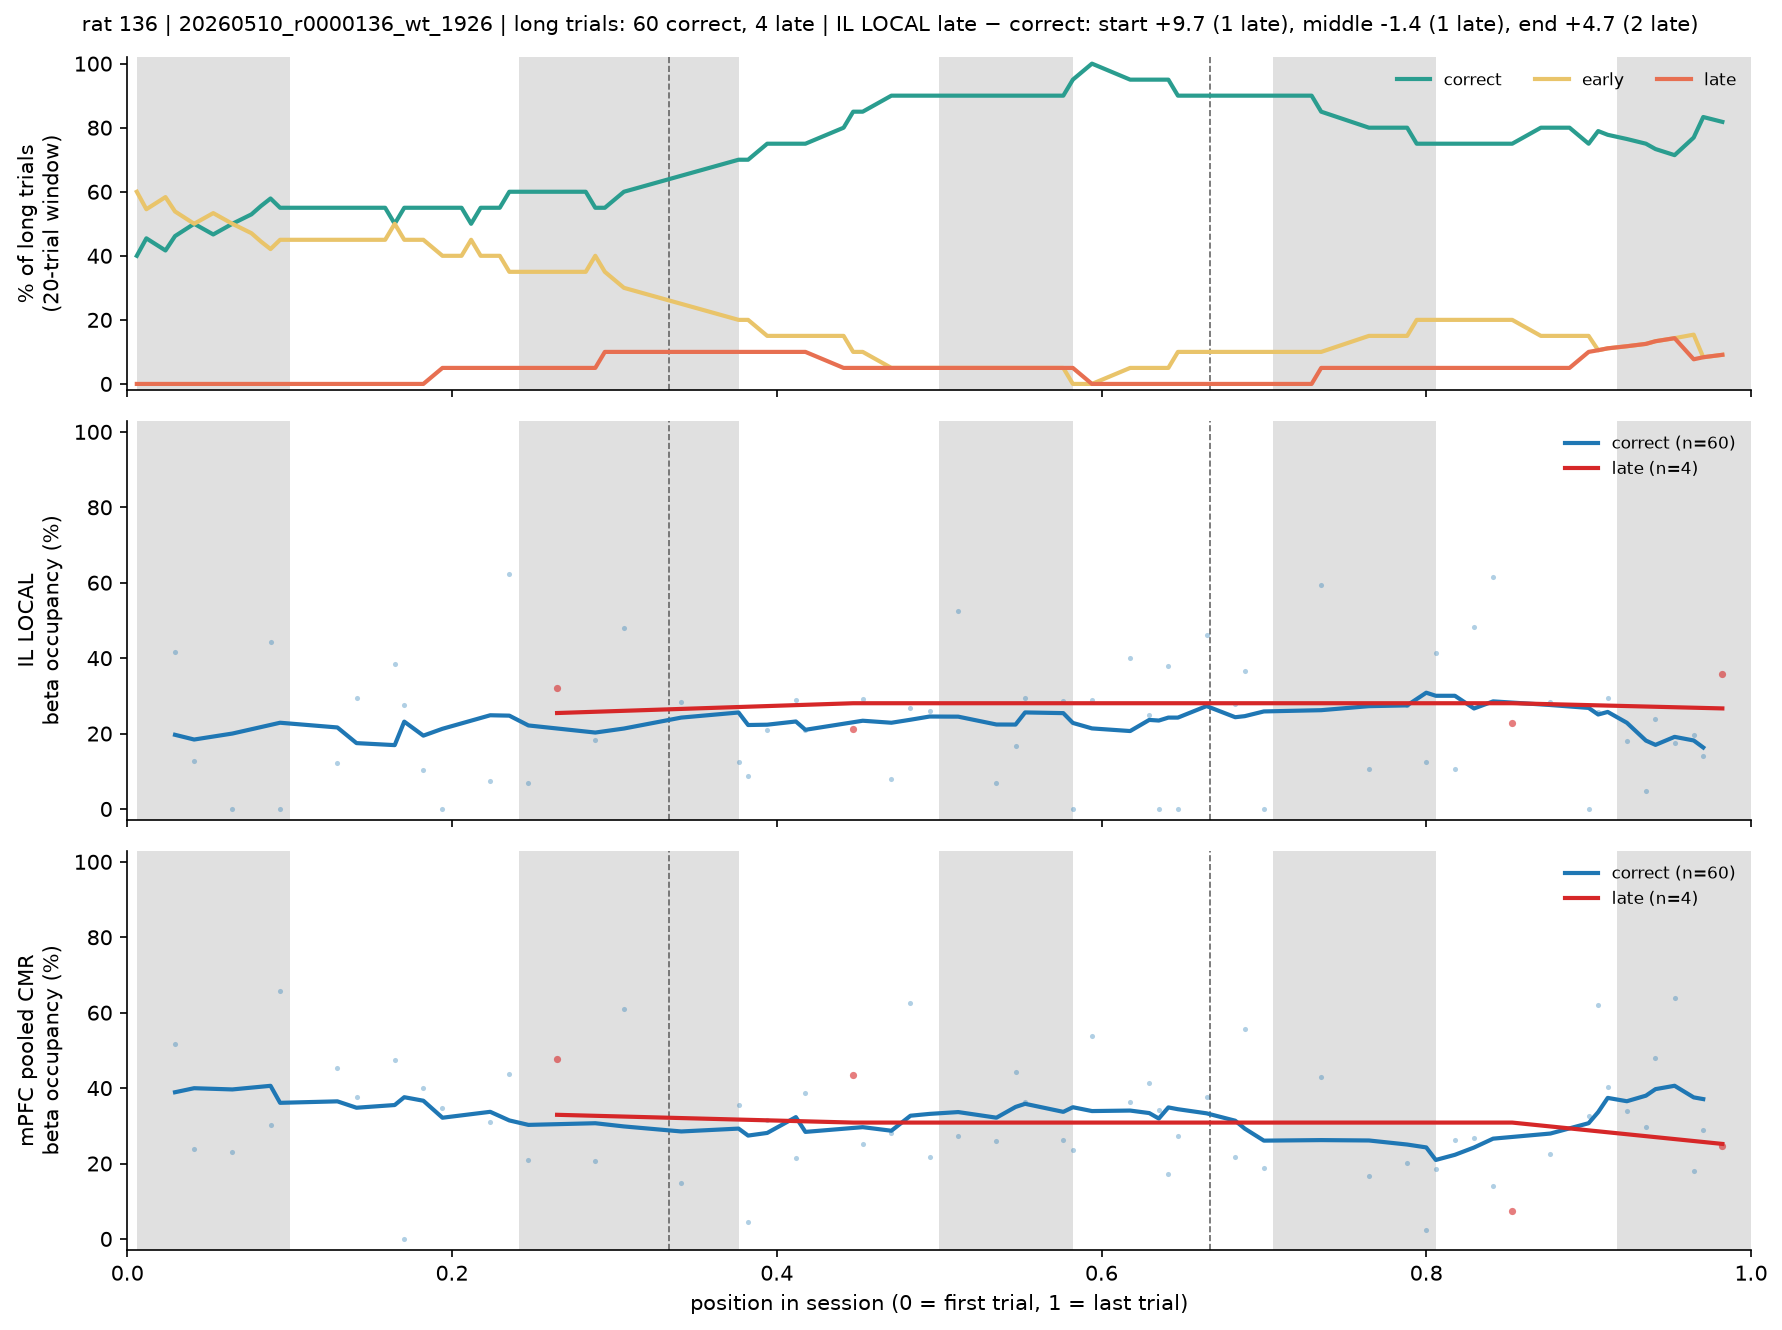 rat 136 | 20260510_r0000136_wt_1926 | long trials: 60 correct, 4 late | IL LOCAL late − correct: start +9.7 (1 late), middle -1.4 (1 late), end +4.7 (2 late)
% of long trials
(20-trial window)
100
80
60
40
20
0
correct
early
late
IL LOCAL
beta occupancy (%)
100
80
60
40
20
0
correct (n=60)
late (n=4)
mPFC pooled CMR
beta occupancy (%)
100
80
60
40
20
0
correct (n=60)
late (n=4)
0.0 0.2 0.4 0.6 0.8 1.0
position in session (0 = first trial, 1 = last trial)